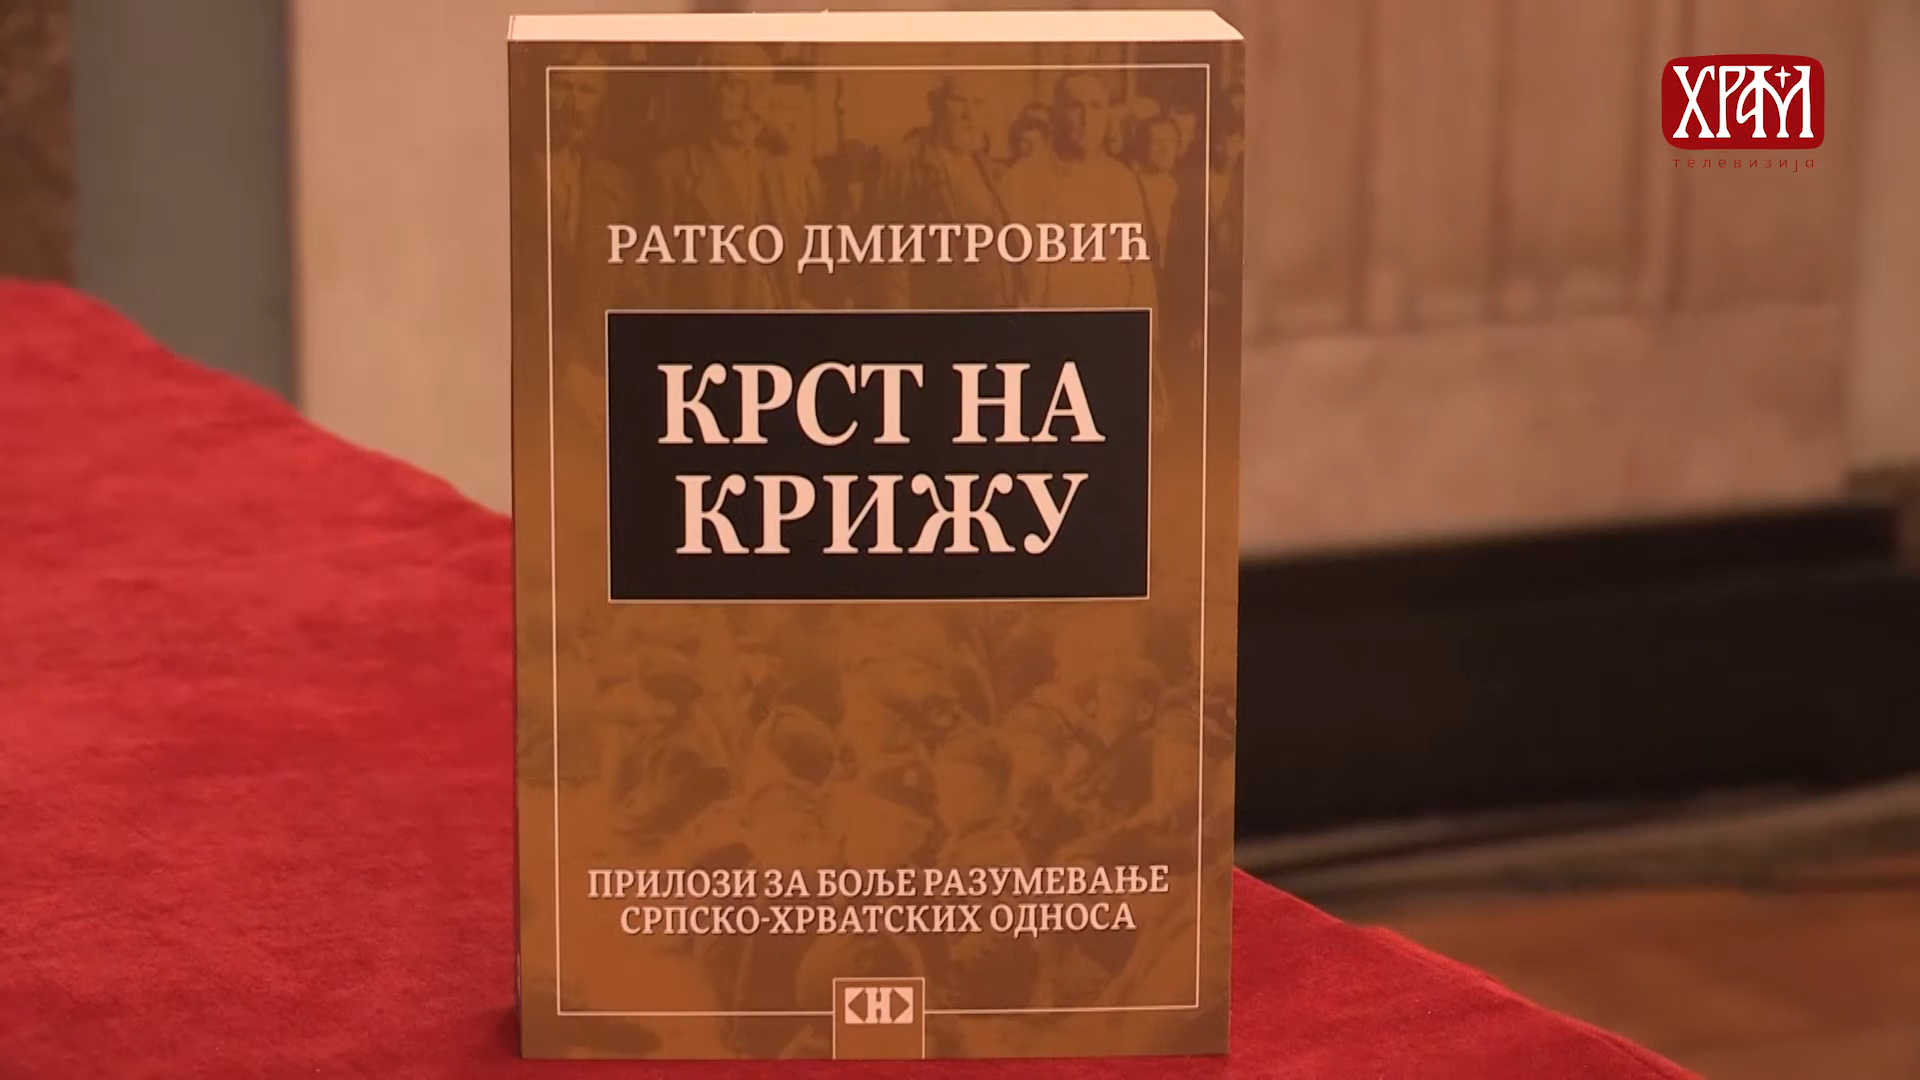 ХРАМ
телевизија
РАТКО ДМИТРОВИЋ
КРСТ НА
КРИЖУ
ПРИЛОЗИ ЗА БОЉЕ РАЗУМЕВАЊЕ
СРПСКО-ХРВАТСКИХ ОДНОСА
Н